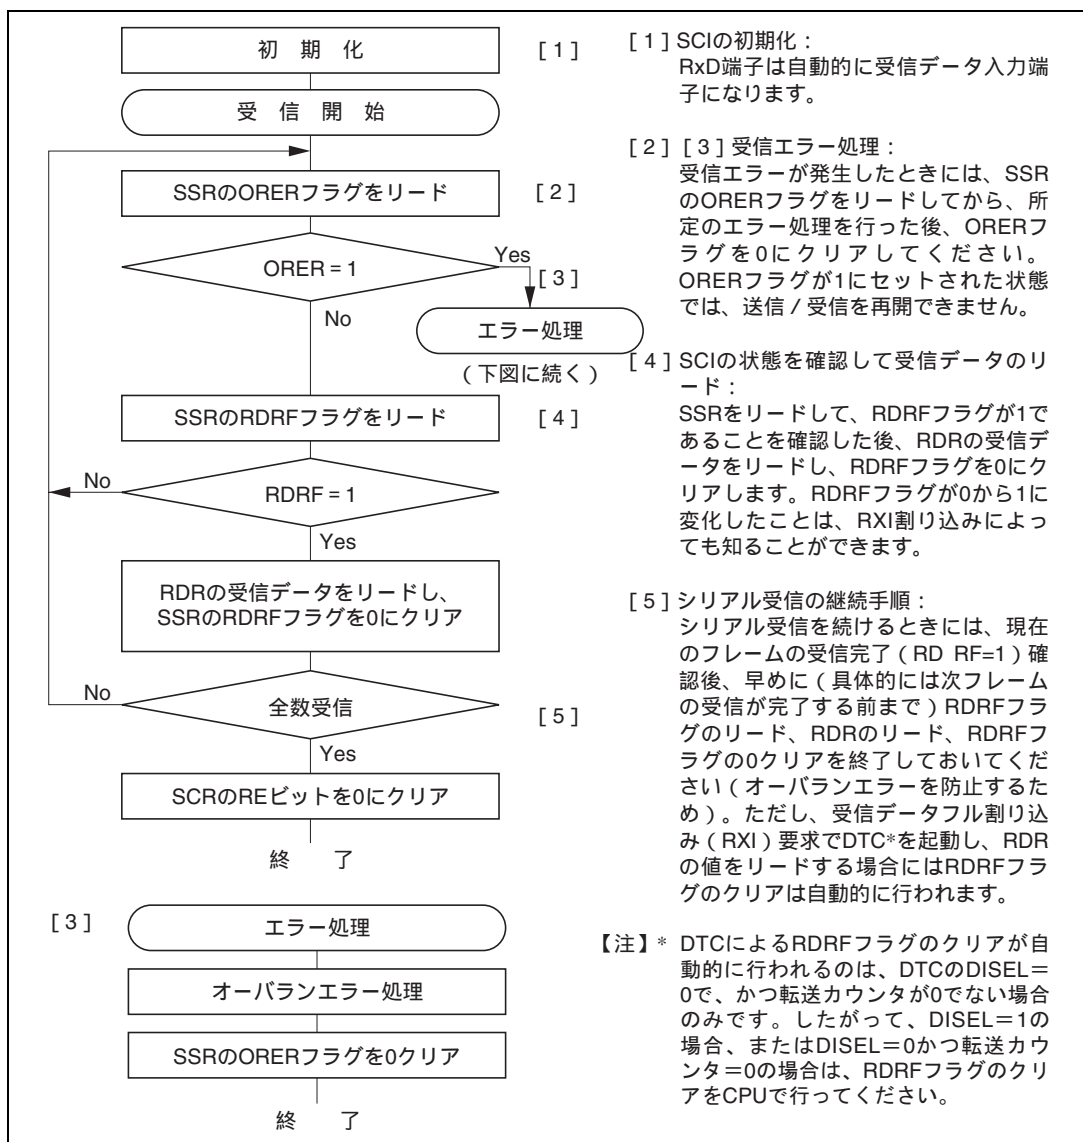 初 期 化 [1]
受 信 開 始
SSRのORERフラグをリード [2]
ORER = 1
Yes
[3]
No
エラー処理
(下図に続く)
SSRのRDRFフラグをリード [4]
No
RDRF = 1
Yes
RDRの受信データをリードし、
SSRのRDRFフラグを0にクリア
No
全数受信
[5]
Yes
SCRのREビットを0にクリア
終 了
[3]
エラー処理
オーバランエラー処理
SSRのORERフラグを0クリア
終 了
[1] SCIの初期化:
RxD端子は自動的に受信データ入力端
子になります。
[2] [3] 受信エラー処理:
受信エラーが発生したときには、SSR
のORERフラグをリードしてから、所
定のエラー処理を行った後、ORERフ
ラグを0にクリアしてください。
ORERフラグが1にセットされた状態
では、送信/受信を再開できません。
[4] SCIの状態を確認して受信データのリ
ード:
SSRをリードして、RDRFフラグが1で
あることを確認した後、RDRの受信デ
ータをリードし、RDRFフラグを0にク
リアします。RDRFフラグが0から1に
変化したことは、RXI割り込みによっ
ても知ることができます。
[5] シリアル受信の継続手順:
シリアル受信を続けるときには、現在
のフレームの受信完了(RD RF=1)確
認後、早めに(具体的には次フレーム
の受信が完了する前まで)RDRFフラ
グのリード、RDRのリード、RDRFフ
ラグの0クリアを終了しておいてくだ
さい(オーバランエラーを防止するた
め)。ただし、受信データフル割り込
み(RXI)要求でDTC*を起動し、RDR
の値をリードする場合にはRDRFフラ
グのクリアは自動的に行われます。
【注】* DTCによるRDRFフラグのクリアが自
動的に行われるのは、DTCのDISEL=
0で、かつ転送カウンタが0でない場合
のみです。したがって、DISEL=1の
場合、またはDISEL=0かつ転送カウ
ンタ=0の場合は、RDRFフラグのクリ
アをCPUで行ってください。